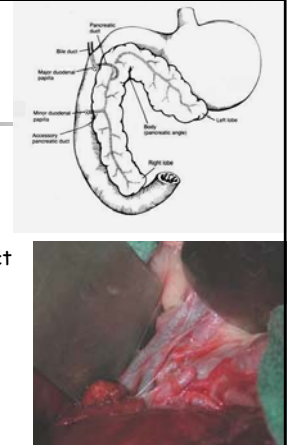 Pancreatic
duct
Bile duct
Major duodenal
papilla
Minor duodenal
papilla
Accessory
pancreatic duct
Left lobe
Body
(pancreatic angle)
Right lobe
ct